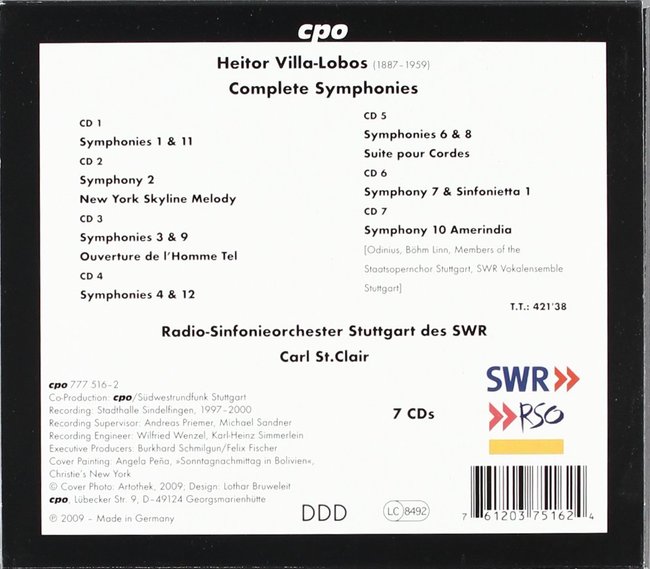 cpo
Heitor Villa-Lobos (1887-1959)
Complete Symphonies
CD 1
Symphonies 1 & 11
CD 2
Symphony 2
New York Skyline Melody
CD 3
Symphonies 3 & 9
Ouverture de l'Homme Tel
CD 4
Symphonies 4 & 12
CD 5
Symphonies 6 & 8
Suite pour Cordes
CD 6
Symphony 7 & Sinfonietta 1
CD 7
Symphony 10 Amerindia
[Odinius, Böhm Linn, Members of the
Staatsopernchor Stuttgart, SWR Vokalensemble
Stuttgart]
T.T.: 421'38
Radio-Sinfonieorchester Stuttgart des SWR
Carl St.Clair
cpo 777 516-2
Co-Production: cpo/Südwestrundfunk Stuttgart
Recording: Stadthalle Sindelfingen, 1997-2000
Recording Supervisor: Andreas Priemer, Michael Sandner
Recording Engineer: Wilfried Wenzel, Karl-Heinz Simmerlein
Executive Producers: Burkhard Schmilgun/Felix Fischer
Cover Painting: Angela Peña, »Sonntagnachmittag in Bolivien«,
Christie's New York
© Cover Photo: Artothek, 2009; Design: Lothar Bruweleit
cpo, Lübecker Str. 9, D-49124 Georgsmarienhütte
℗ 2009 - Made in Germany
7 CDs
DDD
LC 8492
SWR>>
>>RSO
7 61203 75162 4